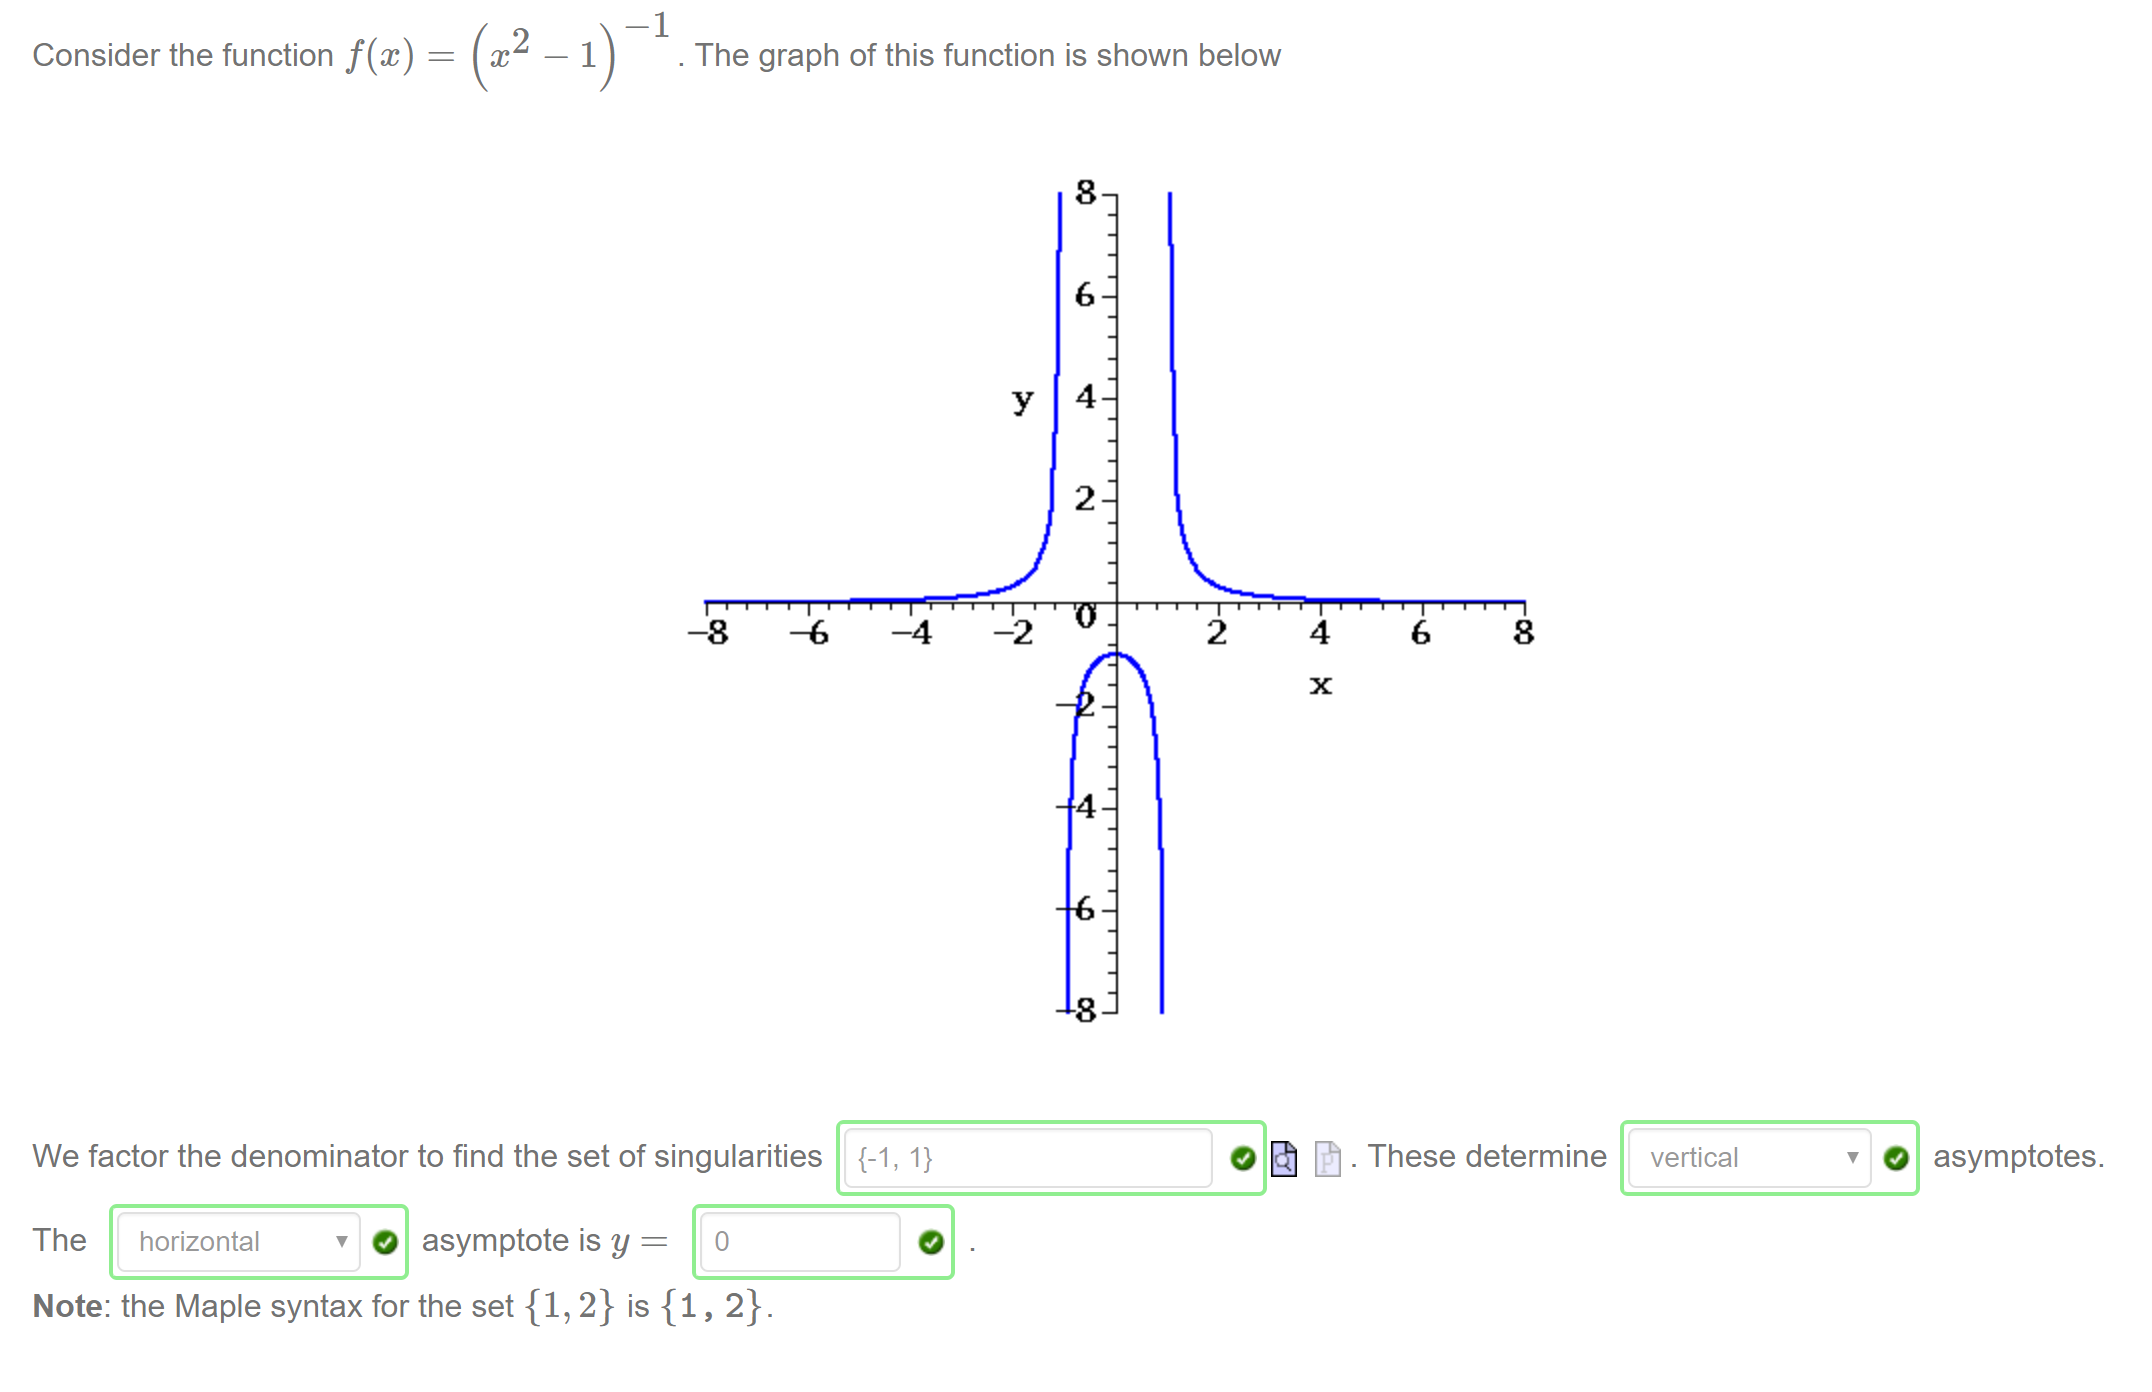 Consider the function f(x) = (x² − 1)⁻¹. The graph of this function is shown below
8
6
y 4
2
−8 −6 −4 −2 0 2 4 6 8
x
−2
−4
−6
−8
We factor the denominator to find the set of singularities {-1, 1} . These determine vertical asymptotes.
The horizontal asymptote is y = 0 .
Note: the Maple syntax for the set {1, 2} is {1, 2}.